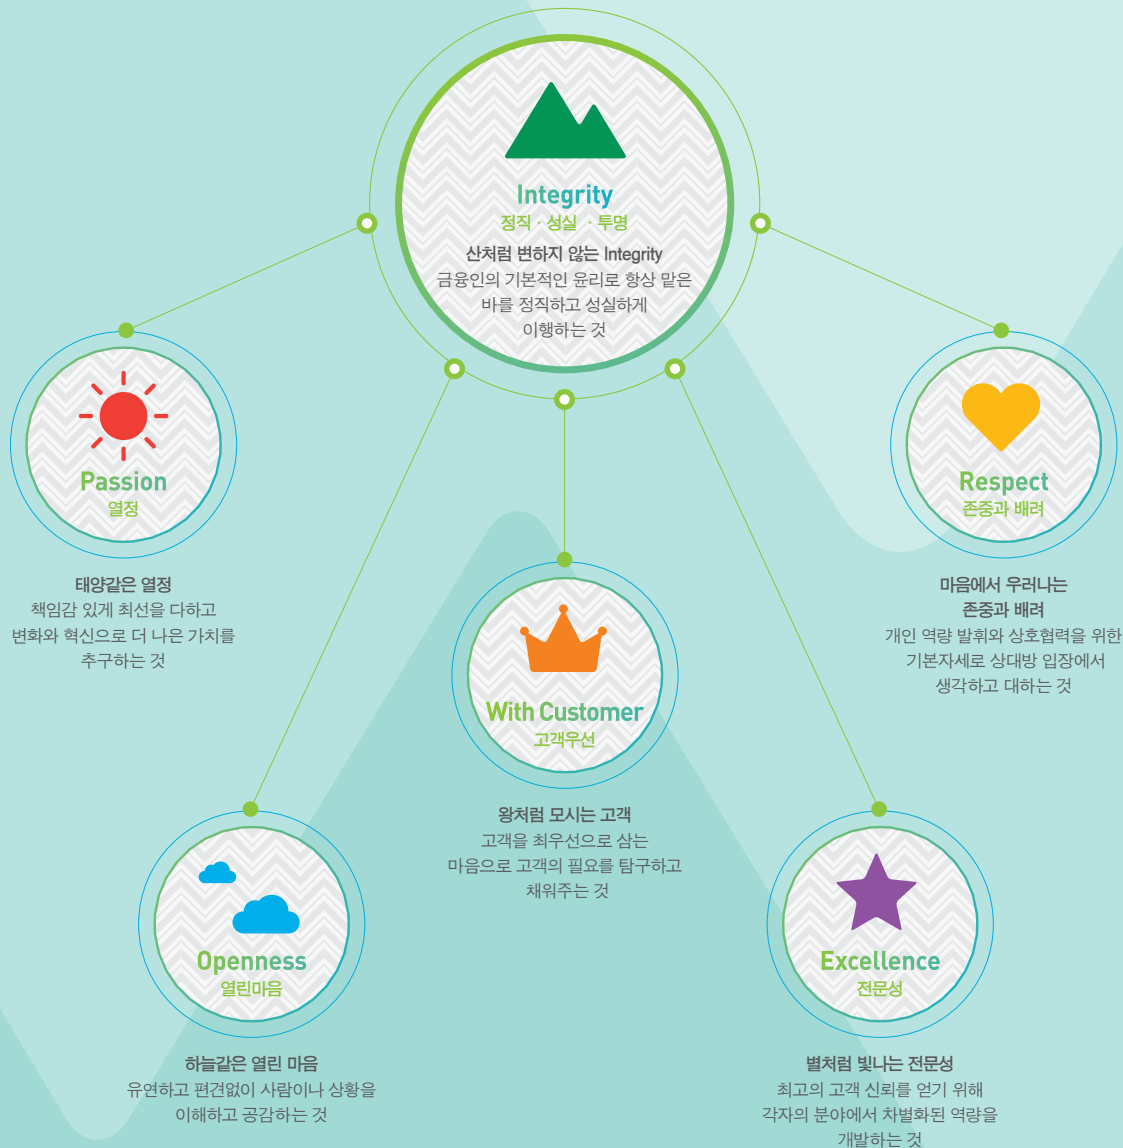 Integrity
정직 · 성실 · 투명
산처럼 변하지 않는 Integrity
금융인의 기본적인 윤리로 항상 맡은
바를 정직하고 성실하게
이행하는 것
Passion
열정
태양같은 열정
책임감 있게 최선을 다하고
변화와 혁신으로 더 나은 가치를
추구하는 것
Respect
존중과 배려
마음에서 우러나는
존중과 배려
개인 역량 발휘와 상호협력을 위한
기본자세로 상대방 입장에서
생각하고 대하는 것
With Customer
고객우선
왕처럼 모시는 고객
고객을 최우선으로 삼는
마음으로 고객의 필요를 탐구하고
채워주는 것
Openness
열린마음
하늘같은 열린 마음
유연하고 편견없이 사람이나 상황을
이해하고 공감하는 것
Excellence
전문성
별처럼 빛나는 전문성
최고의 고객 신뢰를 얻기 위해
각자의 분야에서 차별화된 역량을
개발하는 것